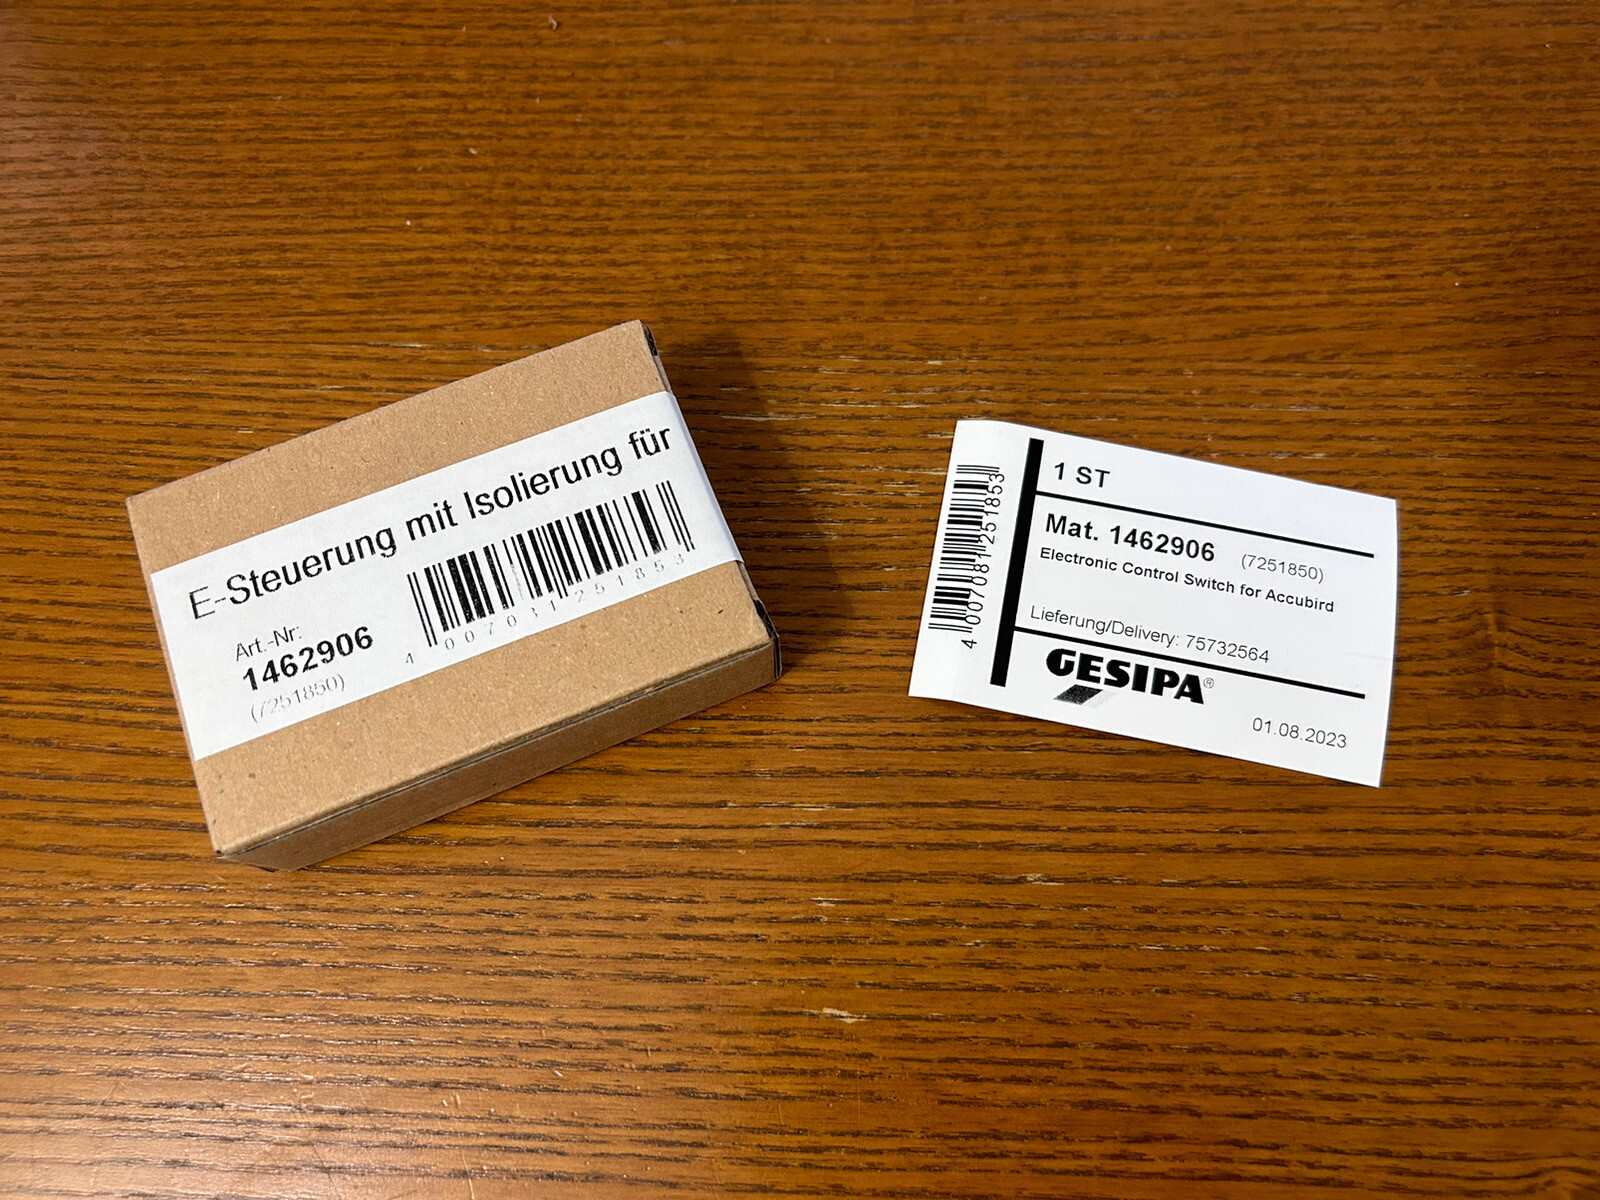 E-Steuerung mit Isolierung für
Art.-Nr:
1462906
(7251850)
4 007081 251853
1 ST
Mat. 1462906 (7251850)
Electronic Control Switch for Accubird
Lieferung/Delivery: 75732564
GESIPA®
01.08.2023
4 007081 251853